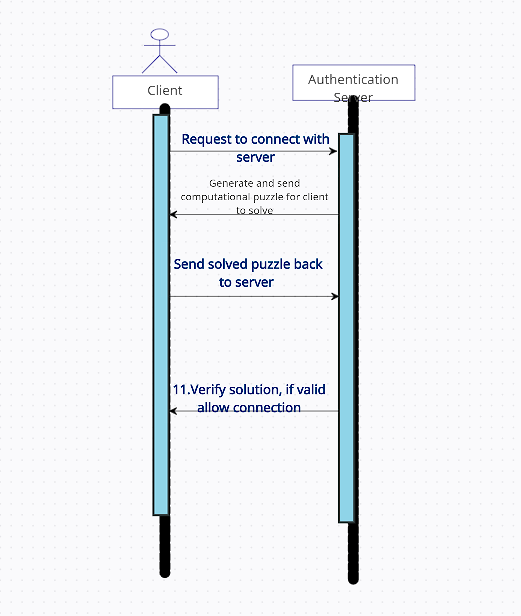 Client
Authentication
Server
Request to connect with
server
Generate and send
computational puzzle for client
to solve
Send solved puzzle back
to server
11.Verify solution, if valid
allow connection